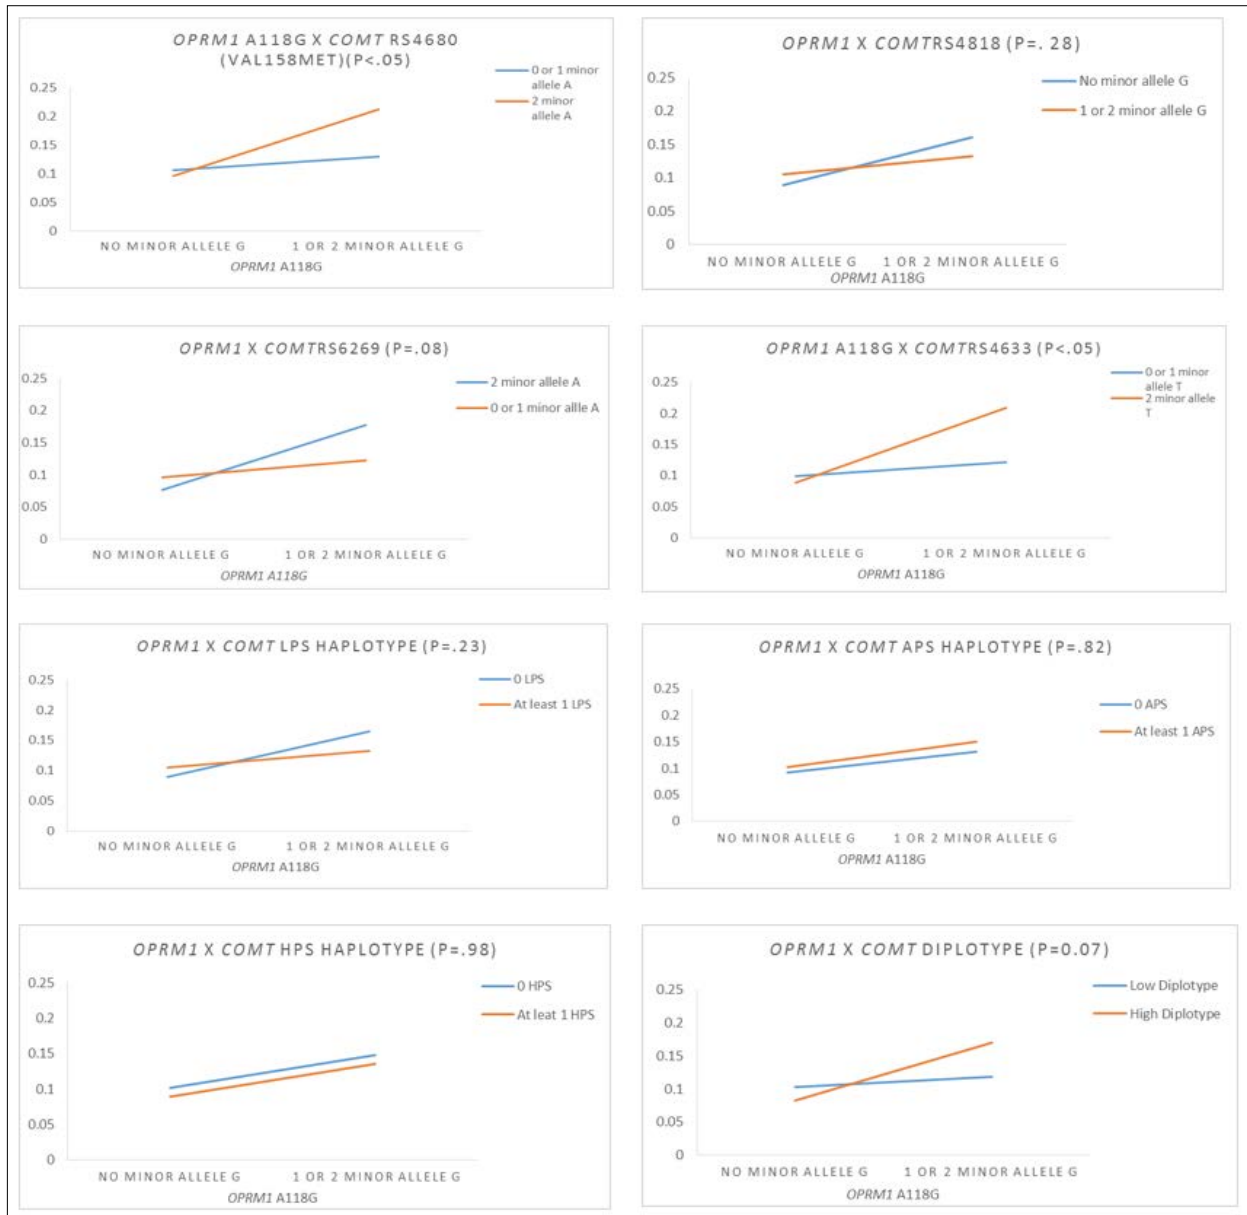 OPRM1 A118G X COMT RS4680
(VAL158MET)(P<.05)
0 or 1 minor
allele A
2 minor
allele A
0.25
0.2
0.15
0.1
0.05
0
NO MINOR ALLELE G 1 OR 2 MINOR ALLELE G
OPRM1 A118G
OPRM1 X COMTRS4818 (P=. 28)
No minor allele G
1 or 2 minor allele G
0.25
0.2
0.15
0.1
0.05
0
NO MINOR ALLELE G 1 OR 2 MINOR ALLELE G
OPRM1 A118G
OPRM1 X COMTRS6269 (P=.08)
2 minor allele A
0 or 1 minor allle A
0.25
0.2
0.15
0.1
0.05
0
NO MINOR ALLELE G 1 OR 2 MINOR ALLELE G
OPRM1 A118G
OPRM1 A118G X COMTRS4633 (P<.05)
0 or 1 minor
allele T
2 minor allele
T
0.25
0.2
0.15
0.1
0.05
0
NO MINOR ALLELE G 1 OR 2 MINOR ALLELE G
OPRM1 A118G
OPRM1 X COMT LPS HAPLOTYPE (P=.23)
0 LPS
At least 1 LPS
0.25
0.2
0.15
0.1
0.05
0
NO MINOR ALLELE G 1 OR 2 MINOR ALLELE G
OPRM1 A118G
OPRM1 X COMT APS HAPLOTYPE (P=.82)
0 APS
At least 1 APS
0.25
0.2
0.15
0.1
0.05
0
NO MINOR ALLELE G 1 OR 2 MINOR ALLELE G
OPRM1 A118G
OPRM1 X COMT HPS HAPLOTYPE (P=.98)
0 HPS
At leat 1 HPS
0.25
0.2
0.15
0.1
0.05
0
NO MINOR ALLELE G 1 OR 2 MINOR ALLELE G
OPRM1 A118G
OPRM1 X COMT DIPLOTYPE (P=0.07)
Low Diplotype
High Diplotype
0.25
0.2
0.15
0.1
0.05
0
NO MINOR ALLELE G 1 OR 2 MINOR ALLELE G
OPRM1 A118G